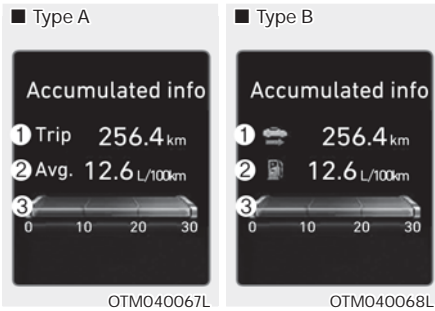 ■ Type A
Accumulated info
① Trip 256.4 km
② Avg. 12.6 L/100km
③
0 10 20 30
OTM040067L
■ Type B
Accumulated info
① 256.4 km
② 12.6 L/100km
③
0 10 20 30
OTM040068L